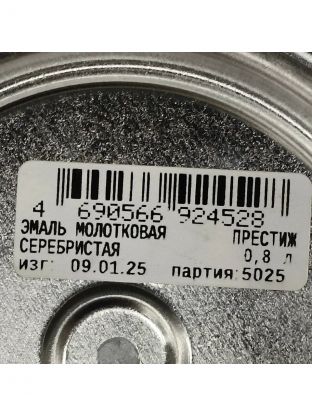 4 690566 924528
ЭМАЛЬ МОЛОТКОВАЯ ПРЕСТИЖ
СЕРЕБРИСТАЯ 0,8 л
изг: 09.01.25 партия:5025